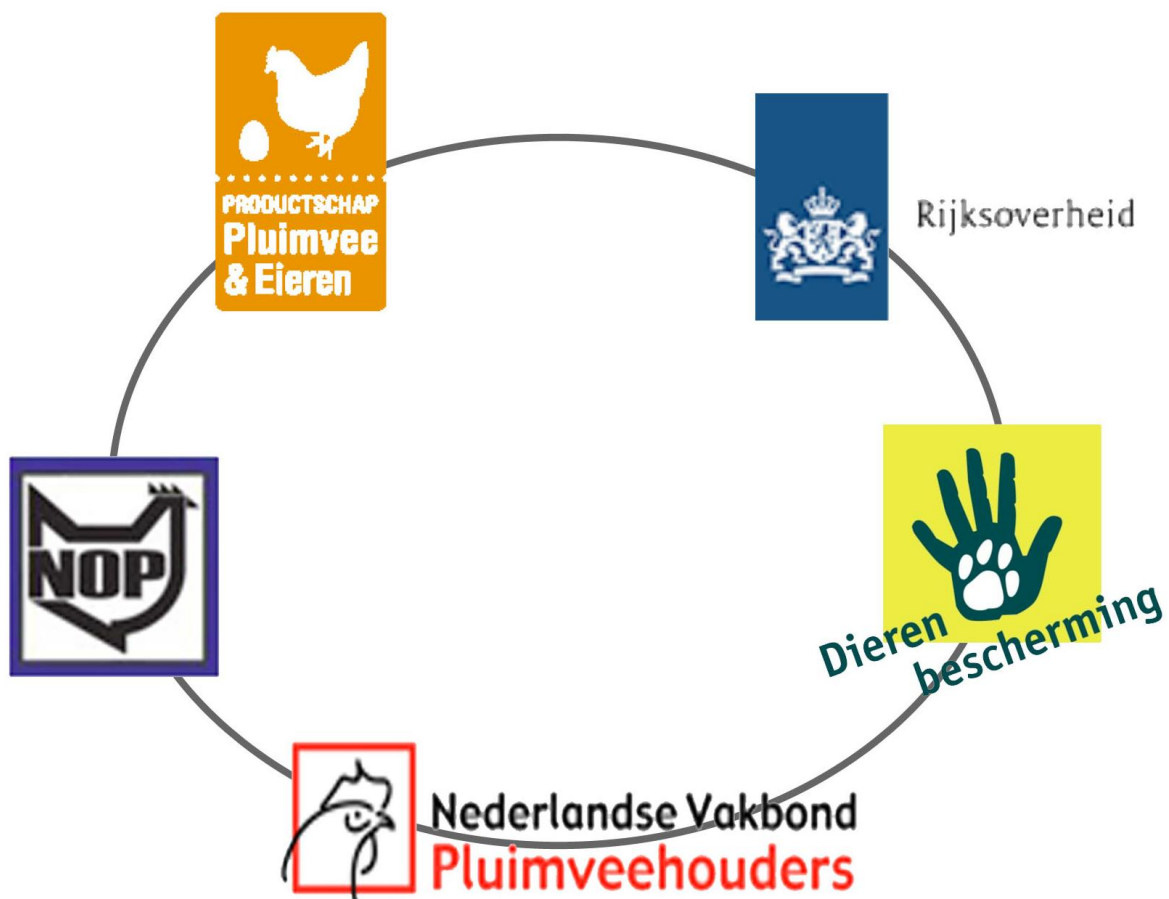 PRODUCTSCHAP
Pluimvee
& Eieren
Rijksoverheid
NOP
Dieren
bescherming
Nederlandse Vakbond
Pluimveehouders